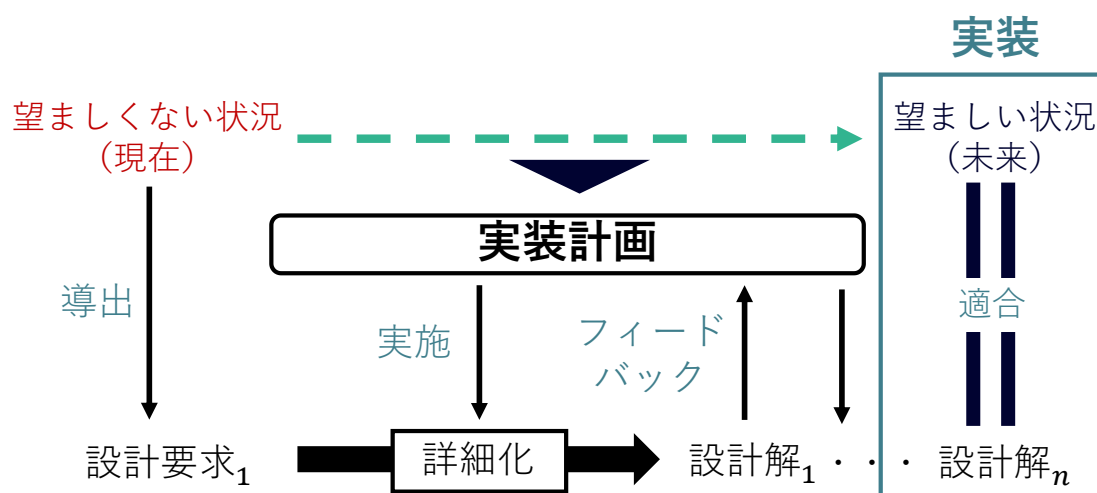 実装
望ましくない状況
（現在）
望ましい状況
（未来）
実装計画
導出
実施
フィード
バック
適合
設計要求1
詳細化
設計解1 ・・・ 設計解n